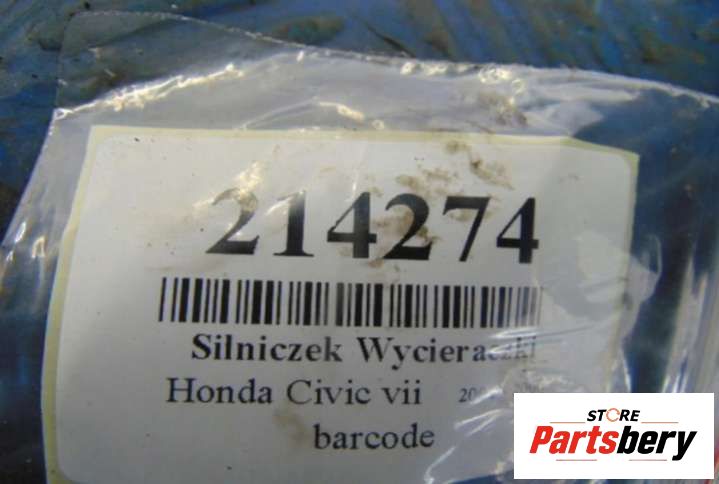 214274
Silniczek Wycieraczki
Honda Civic vii
barcode
STORE
Partsbery